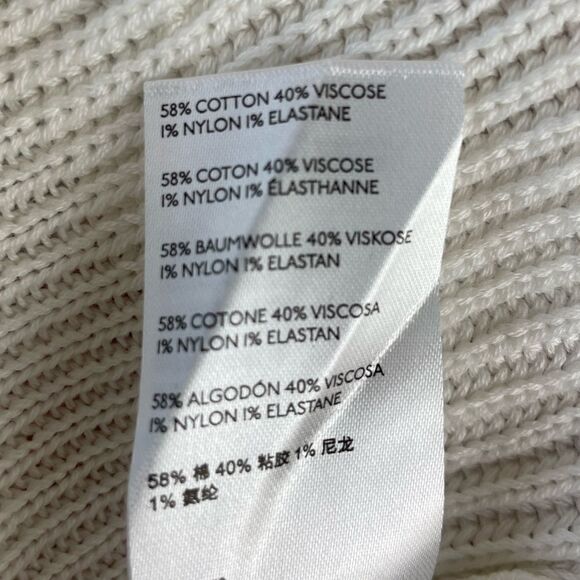 58% COTTON 40% VISCOSE
1% NYLON 1% ELASTANE
58% COTON 40% VISCOSE
1% NYLON 1% ÉLASTHANNE
58% BAUMWOLLE 40% VISKOSE
1% NYLON 1% ELASTAN
58% COTONE 40% VISCOSA
1% NYLON 1% ELASTAN
58% ALGODÓN 40% VISCOSA
1% NYLON 1% ELASTANE
58% 棉 40% 粘胶 1% 尼龙
1% 氨纶